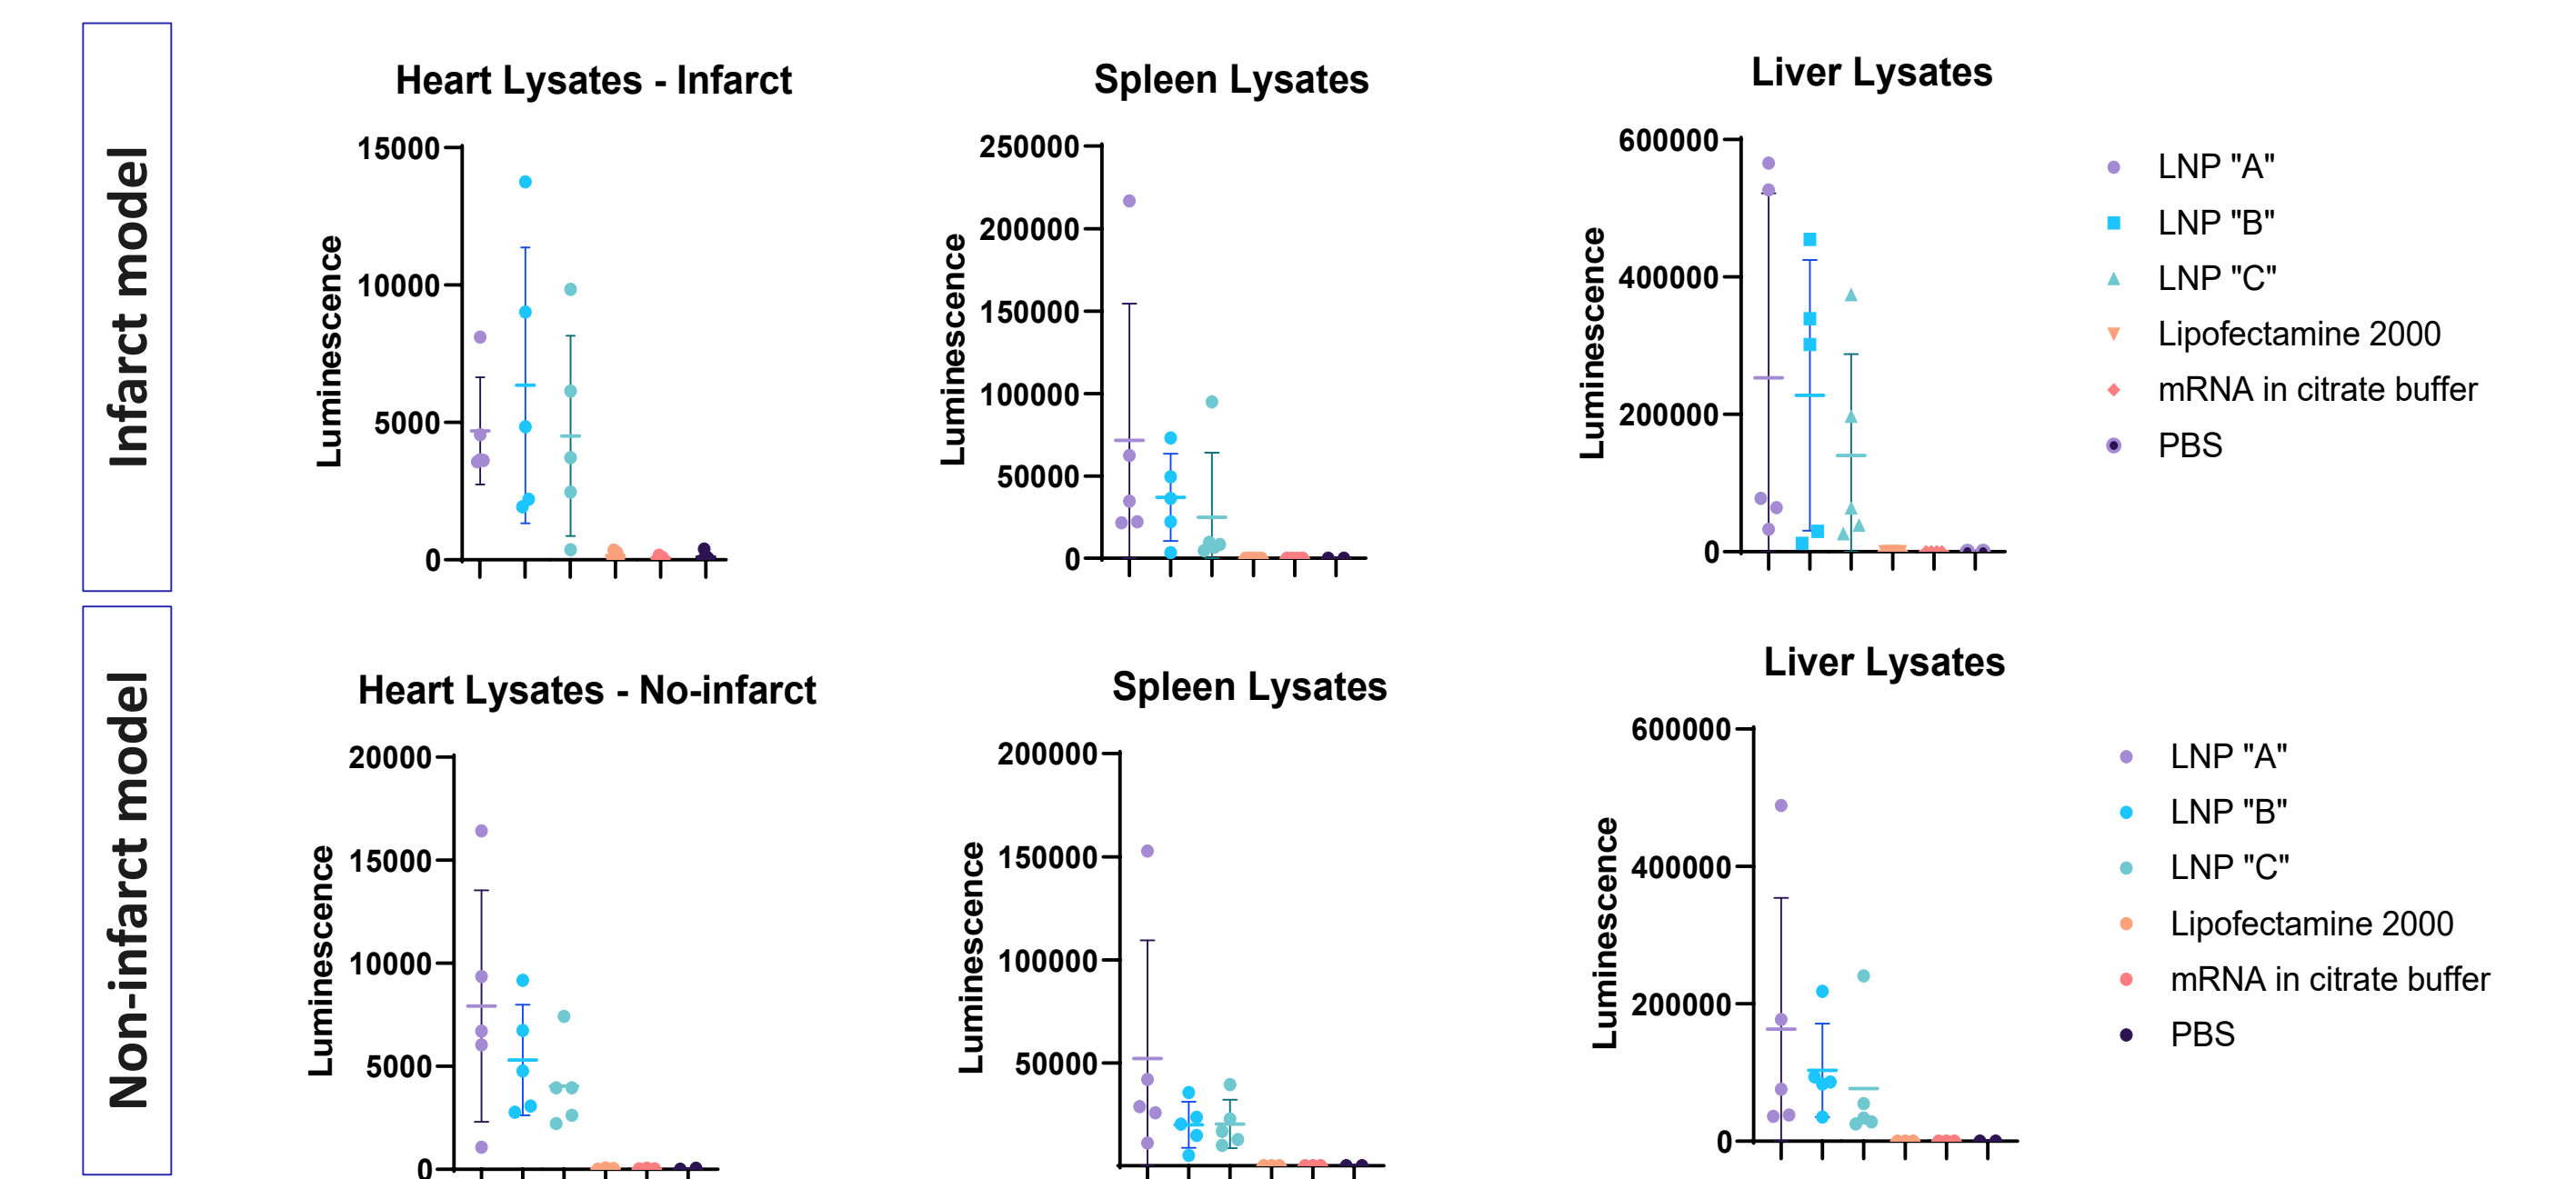 Infarct model
Heart Lysates - Infarct
Luminescence
15000
10000
5000
0
Spleen Lysates
Luminescence
250000
200000
150000
100000
50000
0
Liver Lysates
Luminescence
600000
400000
200000
0
LNP "A"
LNP "B"
LNP "C"
Lipofectamine 2000
mRNA in citrate buffer
PBS
Non-infarct model
Heart Lysates - No-infarct
Luminescence
20000
15000
10000
5000
0
Spleen Lysates
Luminescence
200000
150000
100000
50000
Liver Lysates
Luminescence
600000
400000
200000
0
LNP "A"
LNP "B"
LNP "C"
Lipofectamine 2000
mRNA in citrate buffer
PBS